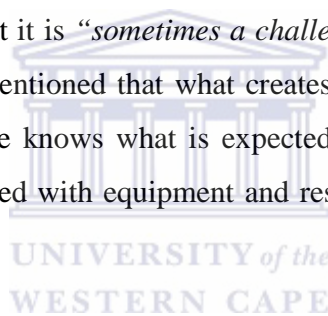 t it is “sometimes a challe
entioned that what creates
e knows what is expected
ed with equipment and res
UNIVERSITY of the
WESTERN CAPE